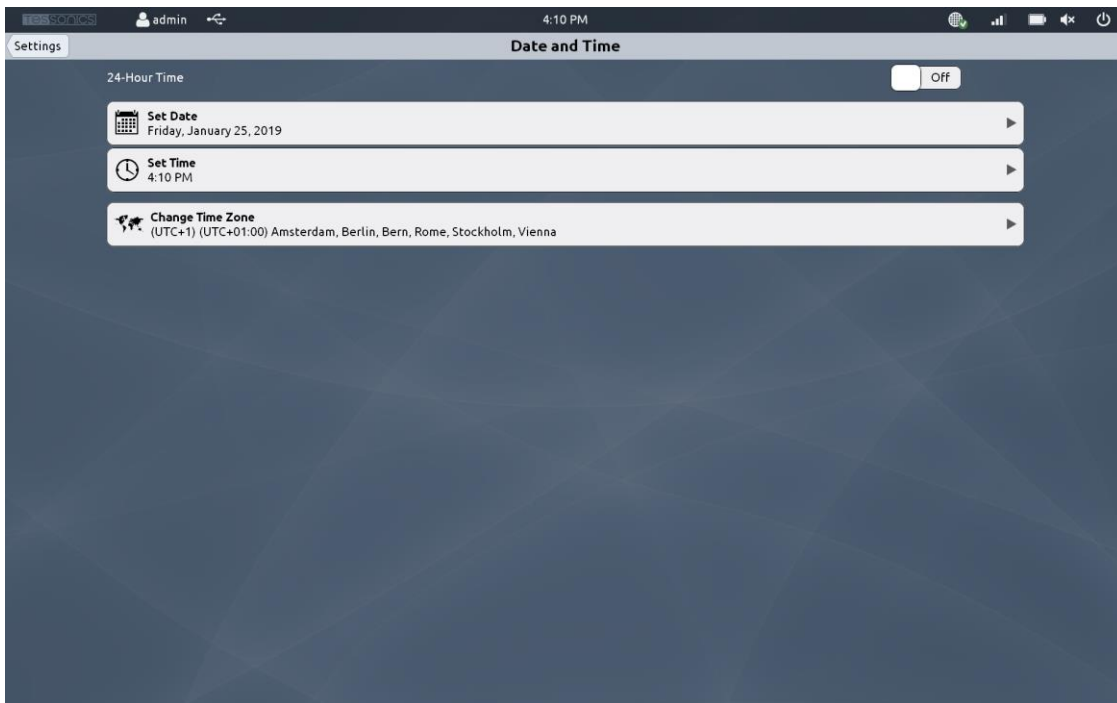 TESSONICS admin 4:10 PM
Settings Date and Time
24-Hour Time Off
Set Date
Friday, January 25, 2019
Set Time
4:10 PM
Change Time Zone
(UTC+1) (UTC+01:00) Amsterdam, Berlin, Bern, Rome, Stockholm, Vienna